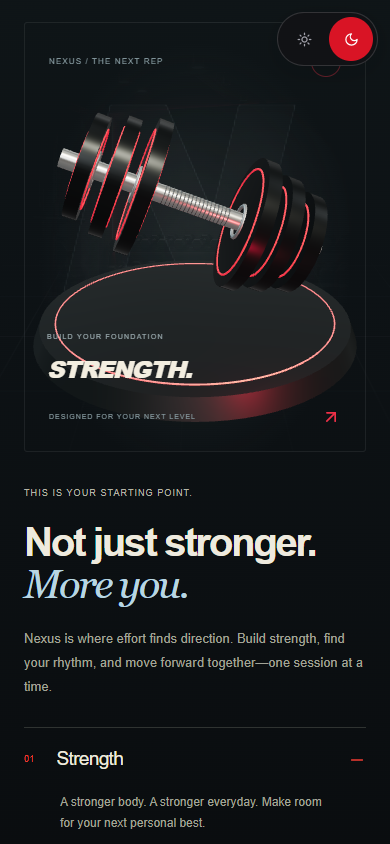 NEXUS / THE NEXT REP
BUILD YOUR FOUNDATION
STRENGTH.
DESIGNED FOR YOUR NEXT LEVEL
THIS IS YOUR STARTING POINT.
Not just stronger.
More you.
Nexus is where effort finds direction. Build strength, find
your rhythm, and move forward together—one session at a
time.
01 Strength
A stronger body. A stronger everyday. Make room
for your next personal best.